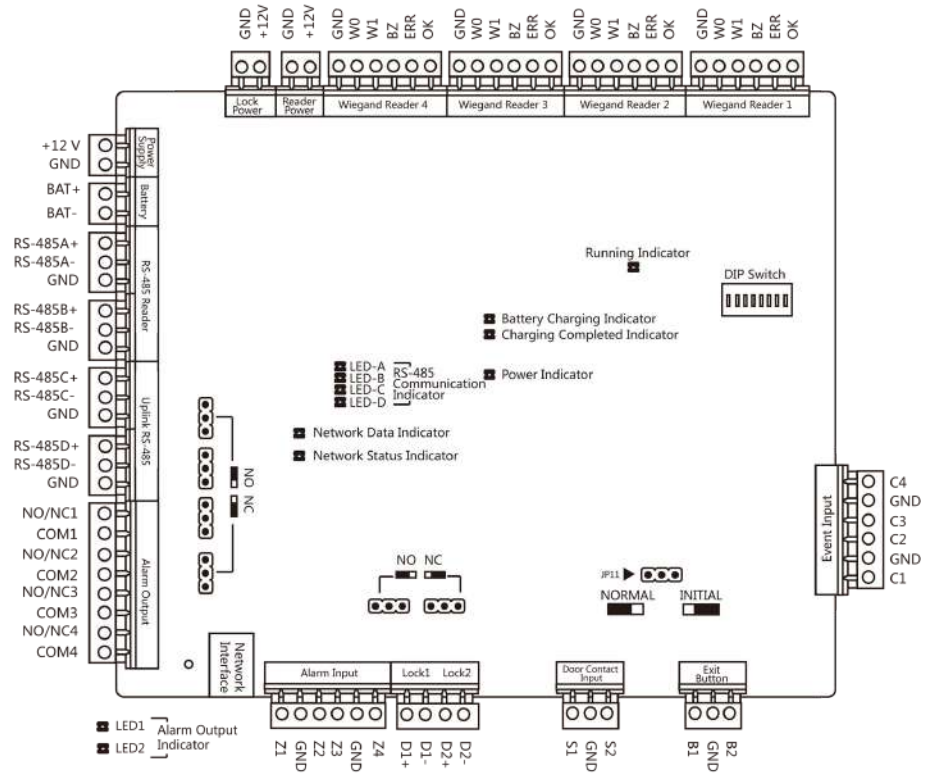 GND
+12V
GND
+12V
GND
W0
W1
BZ
ERR
OK
GND
W0
W1
BZ
ERR
OK
GND
W0
W1
BZ
ERR
OK
GND
W0
W1
BZ
ERR
OK
Lock
Power
Reader
Power
Wiegand Reader 4
Wiegand Reader 3
Wiegand Reader 2
Wiegand Reader 1
+12 V
GND
Power
Supply
BAT+
BAT-
Battery
RS-485A+
RS-485A-
GND
RS-485B+
RS-485B-
GND
RS-485 Reader
RS-485C+
RS-485C-
GND
RS-485D+
RS-485D-
GND
Uplink RS-485
NO/NC1
COM1
NO/NC2
COM2
NO/NC3
COM3
NO/NC4
COM4
Alarm Output
Running Indicator
DIP Switch
Battery Charging Indicator
Charging Completed Indicator
Power Indicator
LED-A
LED-B
LED-C
LED-D
RS-485
Communication
Indicator
Network Data Indicator
Network Status Indicator
NO
NC
NO NC
JP11
NORMAL
INITIAL
Event Input
C4
GND
C3
C2
GND
C1
Network
Interface
Alarm Input
Lock1 Lock2
Door Contact
Input
Exit
Button
Z1
GND
Z2
Z3
GND
Z4
D1+
D1-
D2+
D2-
S1
GND
S2
B1
GND
B2
LED1
LED2
Alarm Output
Indicator